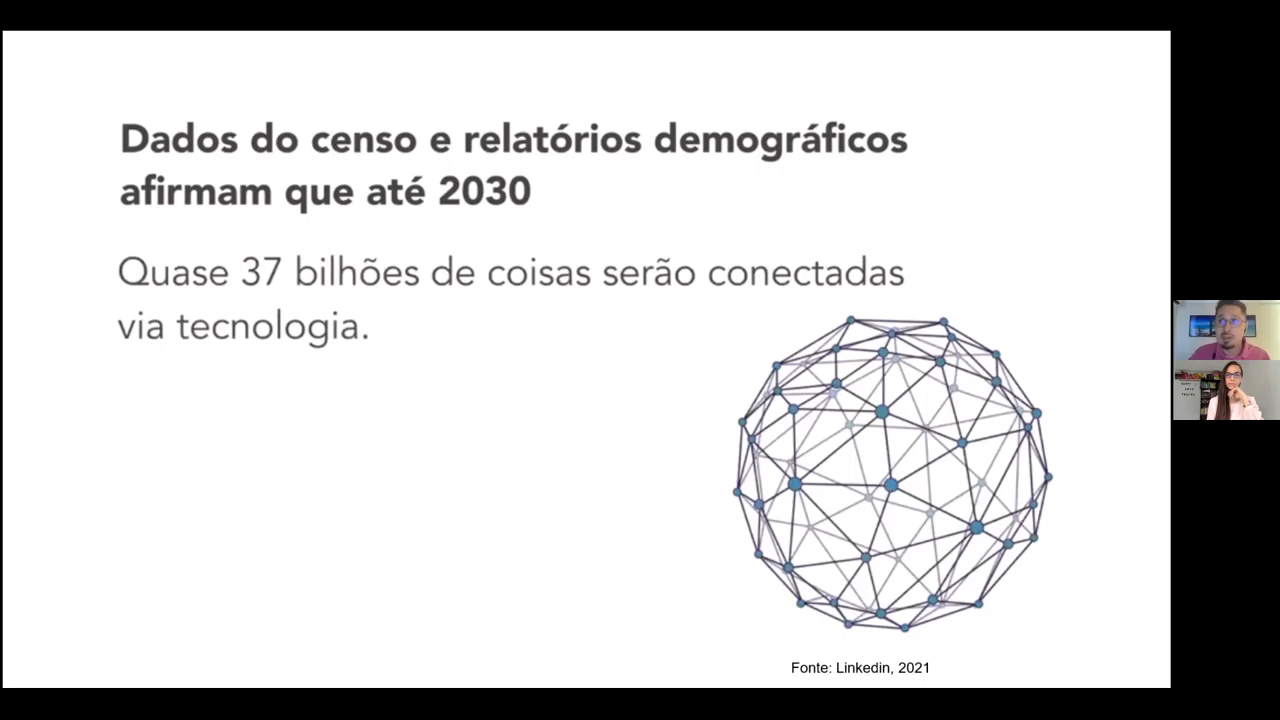 Dados do censo e relatórios demográficos
afirmam que até 2030
Quase 37 bilhões de coisas serão conectadas
via tecnologia.
Fonte: Linkedin, 2021